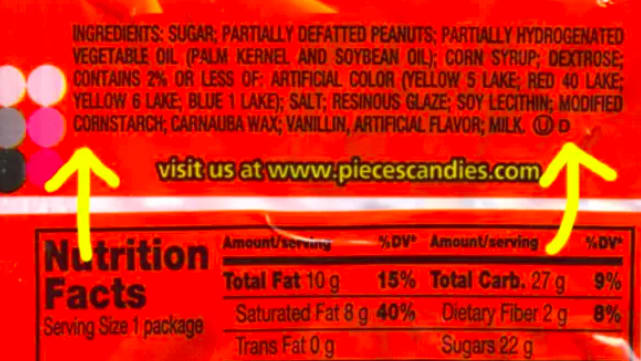 INGREDIENTS: SUGAR; PARTIALLY DEFATTED PEANUTS; PARTIALLY HYDROGENATED
VEGETABLE OIL (PALM KERNEL AND SOYBEAN OIL); CORN SYRUP; DEXTROSE;
CONTAINS 2% OR LESS OF: ARTIFICIAL COLOR (YELLOW 5 LAKE; RED 40 LAKE;
YELLOW 6 LAKE; BLUE 1 LAKE); SALT; RESINOUS GLAZE; SOY LECITHIN; MODIFIED
CORNSTARCH; CARNAUBA WAX; VANILLIN, ARTIFICIAL FLAVOR; MILK. Ⓤ D
visit us at www.piecescandies.com
Nutrition Facts
Serving Size 1 package
Amount/serving %DV* Amount/serving %DV*
Total Fat 10 g 15% Total Carb. 27 g 9%
Saturated Fat 8 g 40% Dietary Fiber 2 g 8%
Trans Fat 0 g Sugars 22 g